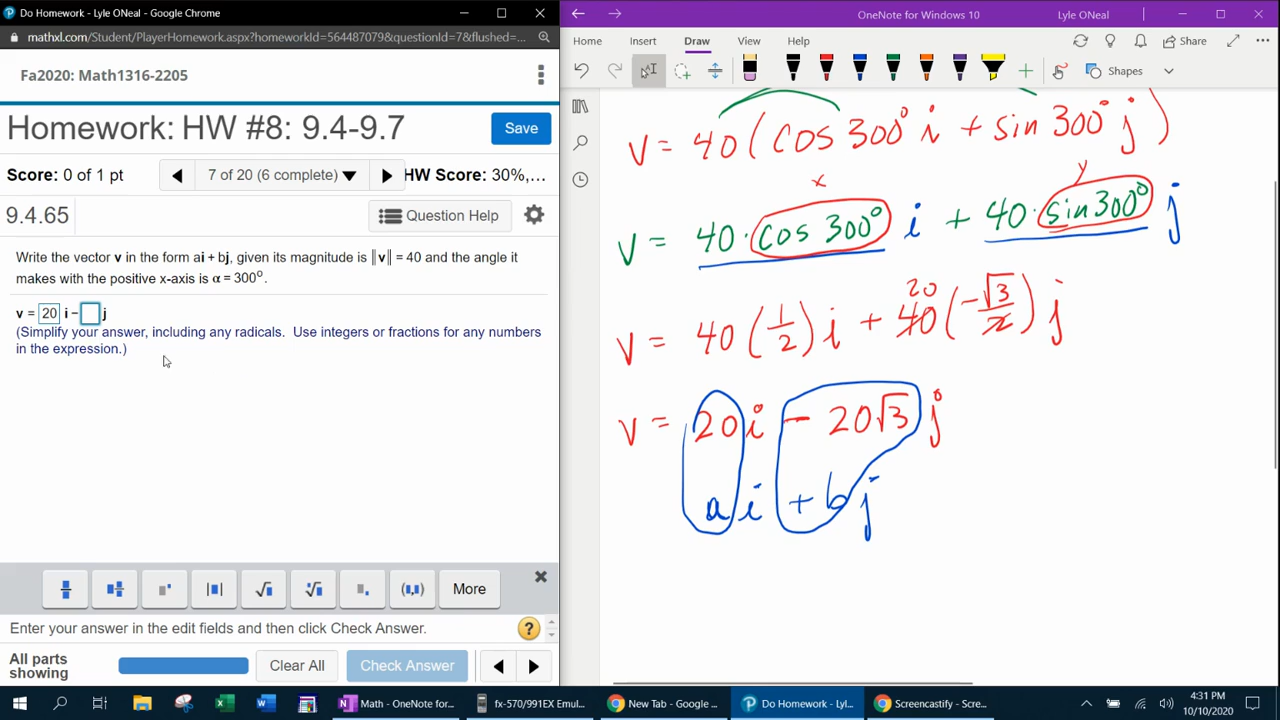 Do Homework - Lyle ONeal - Google Chrome
mathxl.com/Student/PlayerHomework.aspx?homeworkId=564487079&questionId=7&flushed=...
Fa2020: Math1316-2205
Homework: HW #8: 9.4-9.7
Save
Score: 0 of 1 pt
7 of 20 (6 complete)
HW Score: 30%,...
9.4.65
Question Help
Write the vector v in the form ai + bj, given its magnitude is ‖v‖ = 40 and the angle it
makes with the positive x-axis is α = 300°.
v = 20 i − j
(Simplify your answer, including any radicals. Use integers or fractions for any numbers
in the expression.)
More
Enter your answer in the edit fields and then click Check Answer.
?
All parts
showing
Clear All
Check Answer
OneNote for Windows 10
Lyle ONeal
Home Insert Draw View Help
Share
Shapes
v = 40 (cos 300° i + sin 300° j)
x y
v = 40 · cos 300° i + 40 · sin 300° j
20
v = 40 (1/2) i + 40 (-√3/2) j
v = 20 i - 20√3 j
a i + b j
Math - OneNote for...
fx-570/991EX Emul...
New Tab - Google ...
Do Homework - Lyl...
Screencastify - Scre...
4:31 PM
10/10/2020